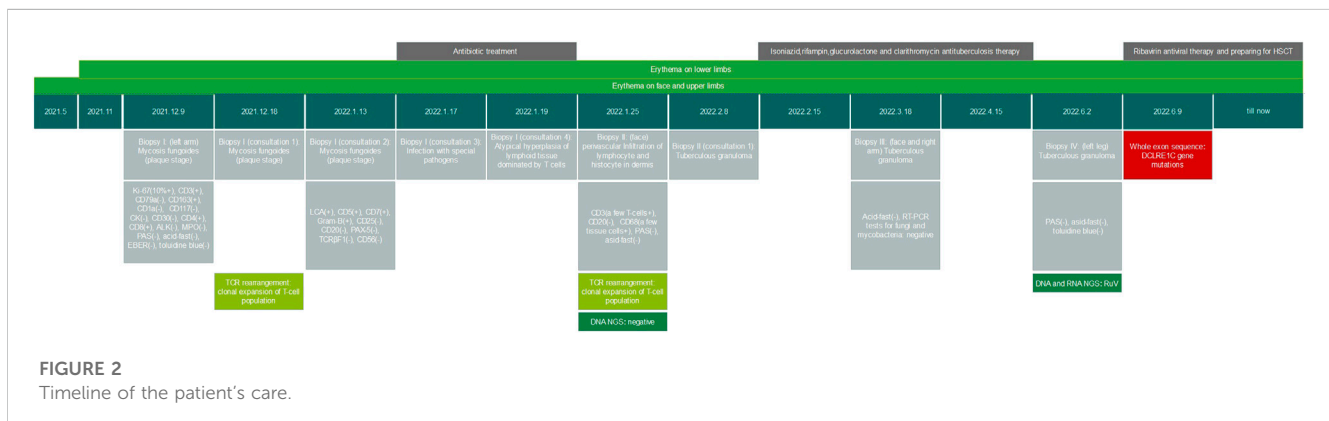 Antibiotic treatment
Isoniazid,rifampin,glucurolactone and clarithromycin antituberculosis therapy
Ribavirin antiviral therapy and preparing for HSCT
Erythema on lower limbs
Erythema on face and upper limbs
2021.5
2021.11
2021.12.9
2021.12.18
2022.1.13
2022.1.17
2022.1.19
2022.1.25
2022.2.8
2022.2.15
2022.3.18
2022.4.15
2022.6.2
2022.6.9
till now
Biopsy I: (left arm)
Mycosis fungoides
(plaque stage)
Biopsy I (consultation 1):
Mycosis fungoides
(plaque stage)
Biopsy I (consultation 2):
Mycosis fungoides
(plaque stage)
Biopsy I (consultation 3):
Infection with special
pathogens
Biopsy I (consultation 4):
Atypical hyperplasia of
lymphoid tissue
dominated by T cells
Biopsy II: (face)
perivescular Infiltration of
lymphocyte and
histocyte in dermis
Biopsy II (consultation 1):
Tuberculous granuloma
Biopsy III: (face and right
arm) Tuberculous
granuloma
Biopsy IV: (left leg)
Tuberculous granuloma
Whole exon sequence:
DCLRE1C gene
mutations
Ki-67(10%+), CD3(+),
CD79a(-), CD163(+),
CD1a(-), CD117(-),
CK(-), CD30(-), CD4(+),
CD8(+), ALK(-), MPO(-),
PAS(-), acid-fast(-),
EBER(-), toluidine blue(-)
LCA(+), CD5(+), CD7(+),
Gram-B(+), CD25(-),
CD20(-), PAX-5(-),
TCRβF1(-), CD56(-)
CD3(a few T-cells+),
CD20(-), CD68(a few
tissue cells+), PAS(-),
asid-fast(-)
Acid-fast(-), RT-PCR
tests for fungi and
mycobacteria: negative
PAS(-), asid-fast(-),
toluidine blue(-)
TCR rearrangement:
clonal expansion of T-cell
population
TCR rearrangement:
clonal expansion of T-cell
population
DNA and RNA NGS: RuV
DNA NGS: negative
FIGURE 2
Timeline of the patient's care.